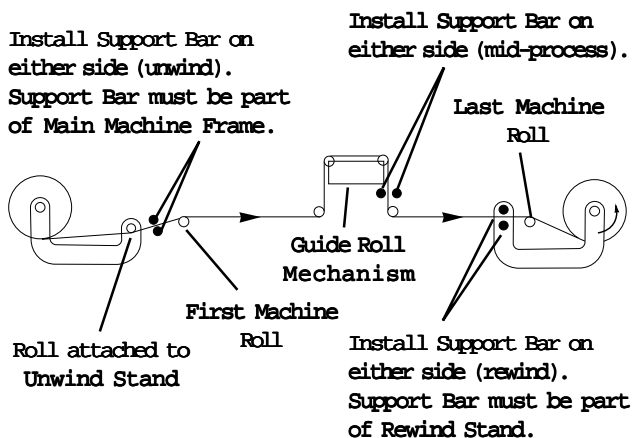 Install Support Bar on
either side (unwind).
Support Bar must be part
of Main Machine Frame.
Install Support Bar on
either side (mid-process).
Last Machine
Roll
Guide Roll
Mechanism
First Machine
Roll
Roll attached to
Unwind Stand
Install Support Bar on
either side (rewind).
Support Bar must be part
of Rewind Stand.